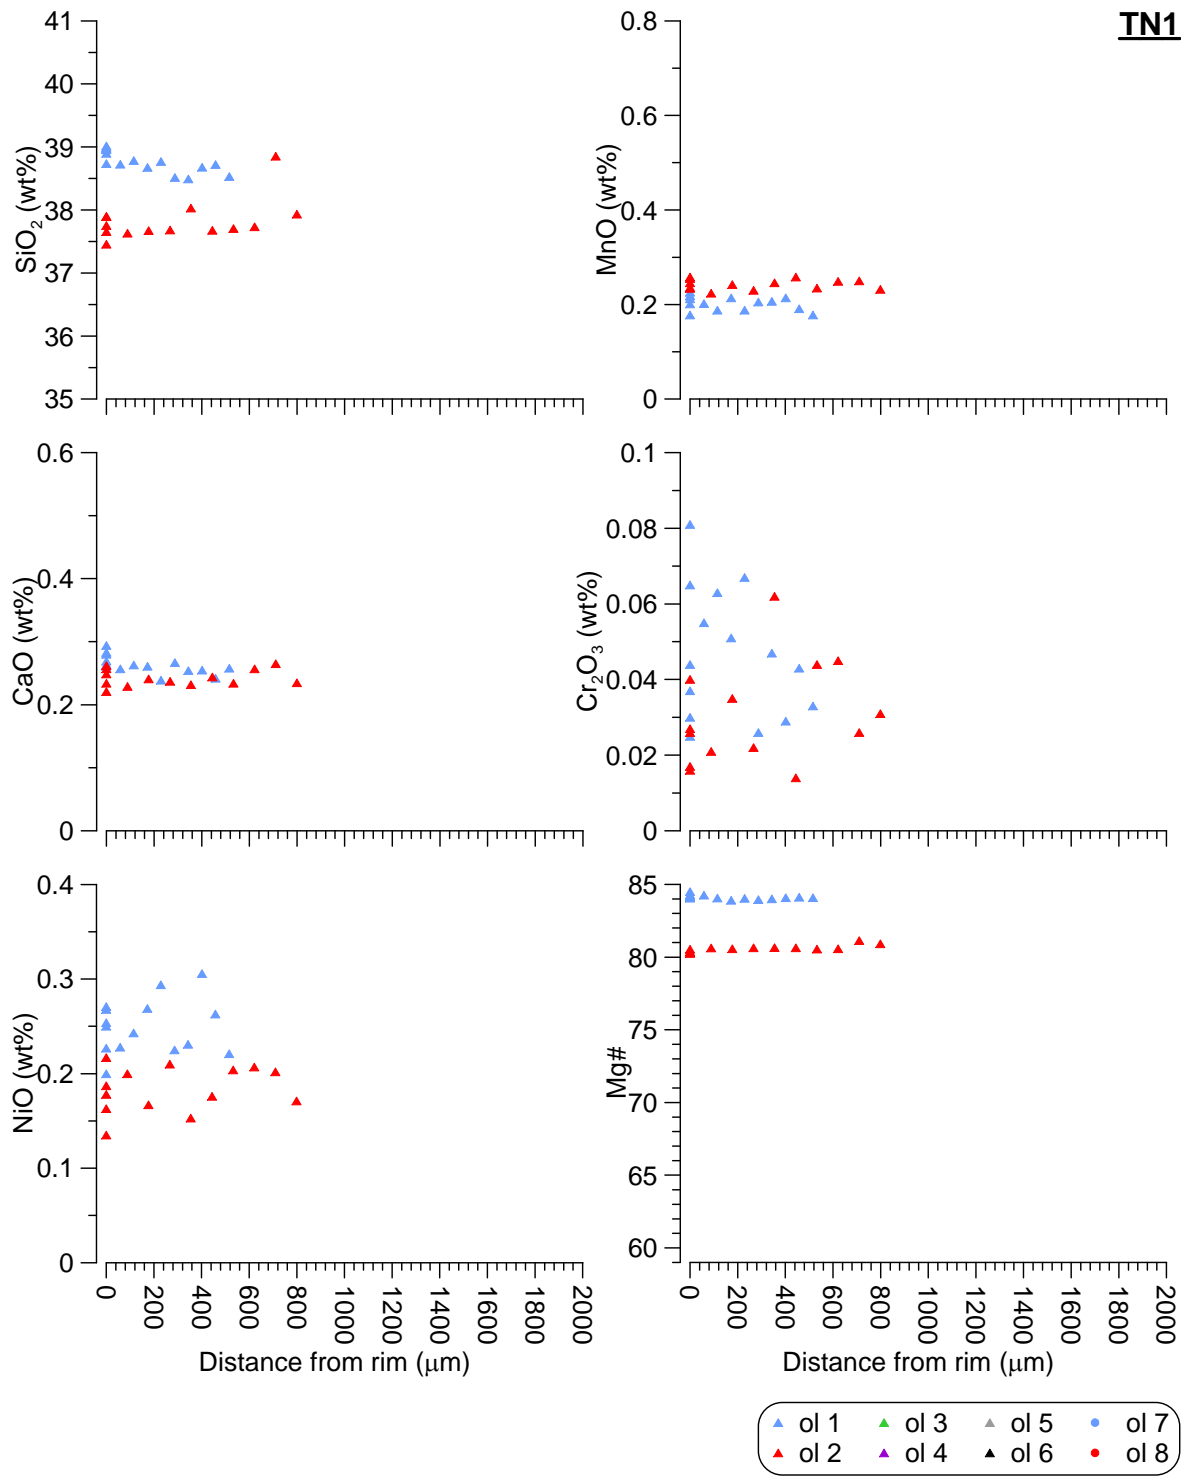 TN1
41
40
39
38
37
36
35
SiO₂ (wt%)
0.8
0.6
0.4
0.2
0
MnO (wt%)
0.6
0.4
0.2
0
CaO (wt%)
0.1
0.08
0.06
0.04
0.02
0
Cr₂O₃ (wt%)
0.4
0.3
0.2
0.1
0
NiO (wt%)
0 200 400 600 800 1000 1200 1400 1600 1800 2000
Distance from rim (μm)
85
80
75
70
65
60
Mg#
0 200 400 600 800 1000 1200 1400 1600 1800 2000
Distance from rim (μm)
ol 1 ol 3 ol 5 ol 7
ol 2 ol 4 ol 6 ol 8